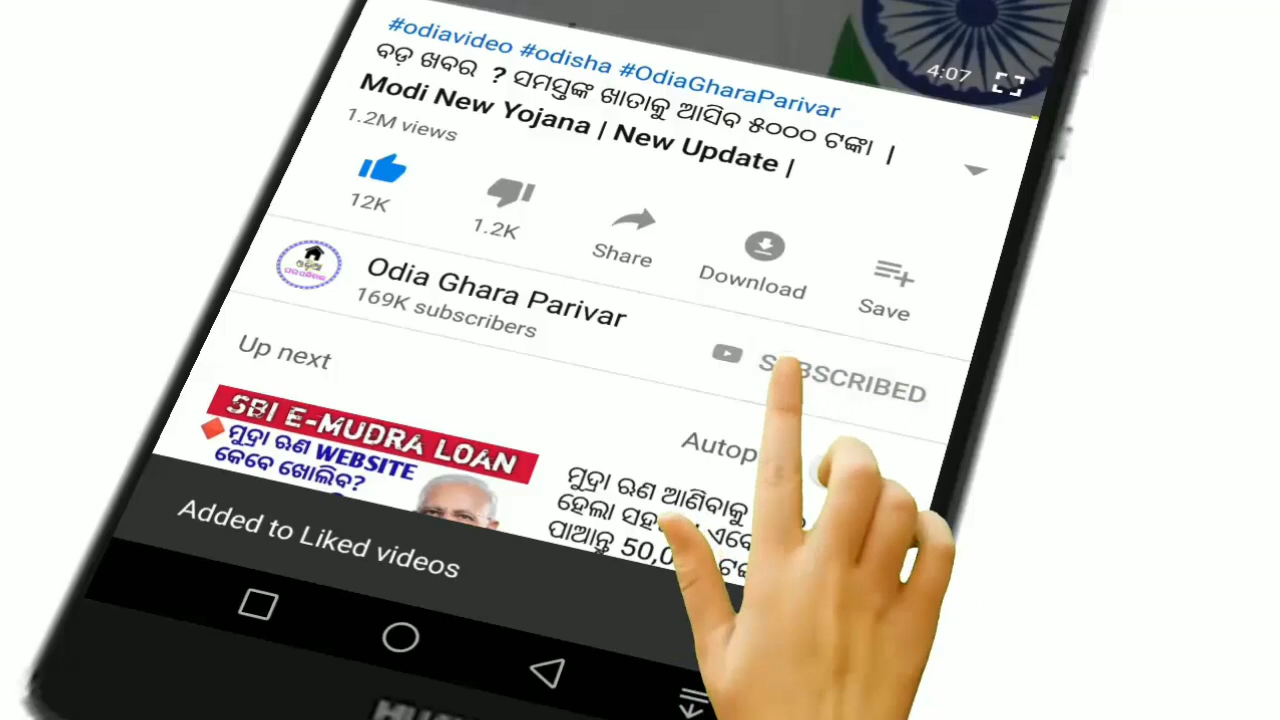 4:07
#odiavideo #odisha #OdiaGharaParivar
ବଡ଼ ଖବର ? ସମସ୍ତଙ୍କ ଖାତାକୁ ଆସିବ ୫୦୦୦ ଟଙ୍କା |
Modi New Yojana | New Update |
1.2M views
12K
1.2K
Share
Download
Save
Odia Ghara Parivar
169K subscribers
SUBSCRIBED
Up next
SBI E-MUDRA LOAN
ମୁଦ୍ରା ଋଣ WEBSITE
କେବେ ଖୋଲିବ?
ମୁଦ୍ରା ଋଣ ଆଣିବାକୁ
ହେଲା
ପାଆନ୍ତୁ
Added to Liked videos